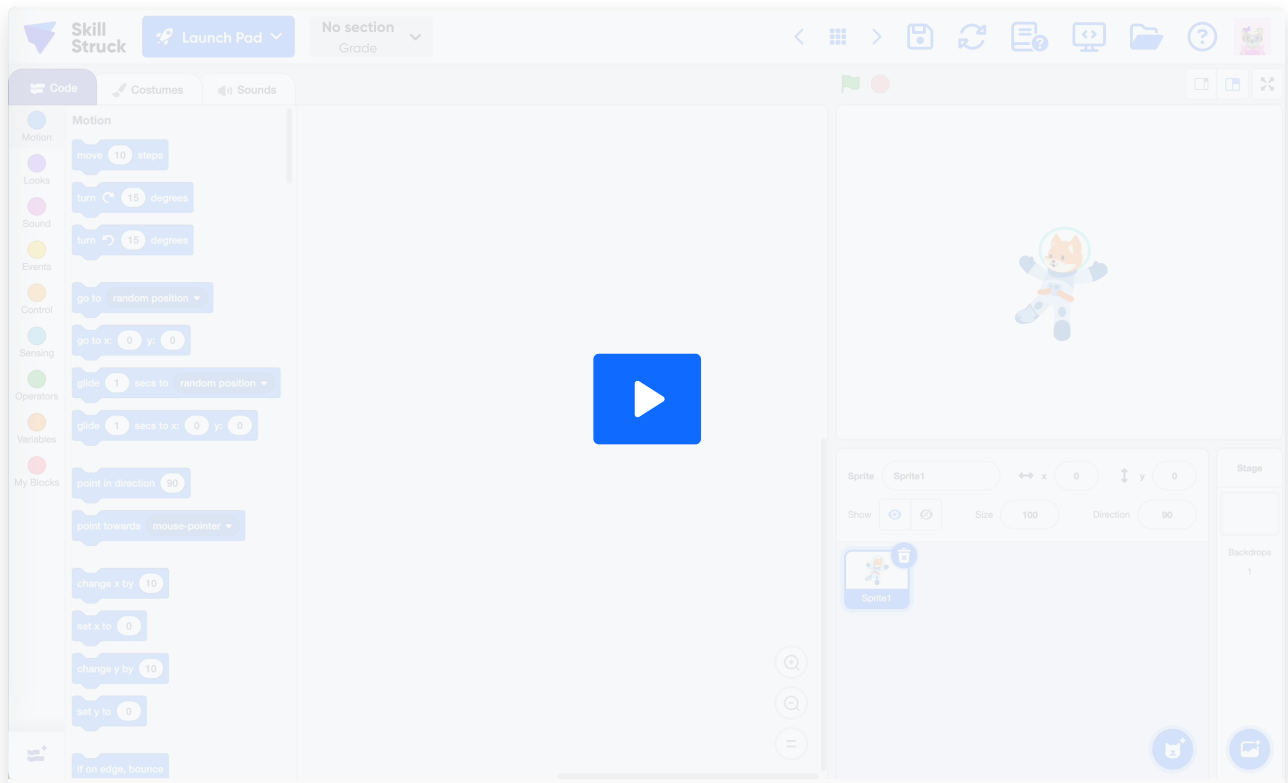 Skill
Struck
Launch Pad
No section
Grade
Code
Costumes
Sounds
Motion
Looks
Sound
Events
Control
Sensing
Operators
Variables
My Blocks
Motion
move 10 steps
turn 15 degrees
turn 15 degrees
go to random position
go to x: 0 y: 0
glide 1 secs to random position
glide 1 secs to x: 0 y: 0
point in direction 90
point towards mouse-pointer
change x by 10
set x to 0
change y by 10
set y to 0
if on edge, bounce
Sprite Sprite1 x 0 y 0
Show Size 100 Direction 90
Sprite1
Stage
Backdrops
1